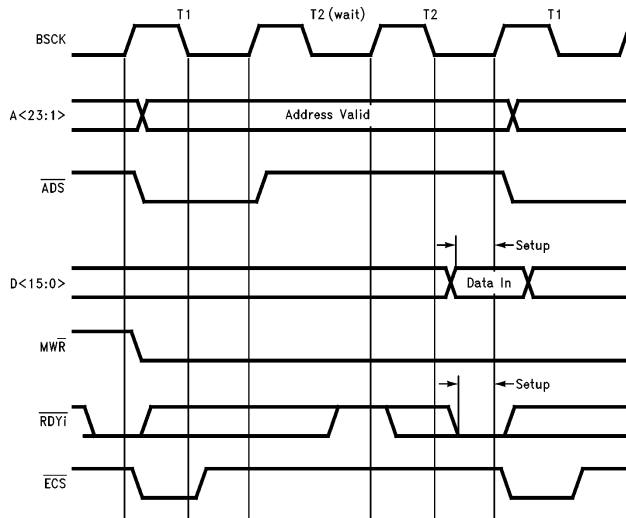 T1 T2 (wait) T2 T1
BSCK
A<23:1> Address Valid
ADS
Setup
D<15:0> Data In
MWR
Setup
RDYi
ECS